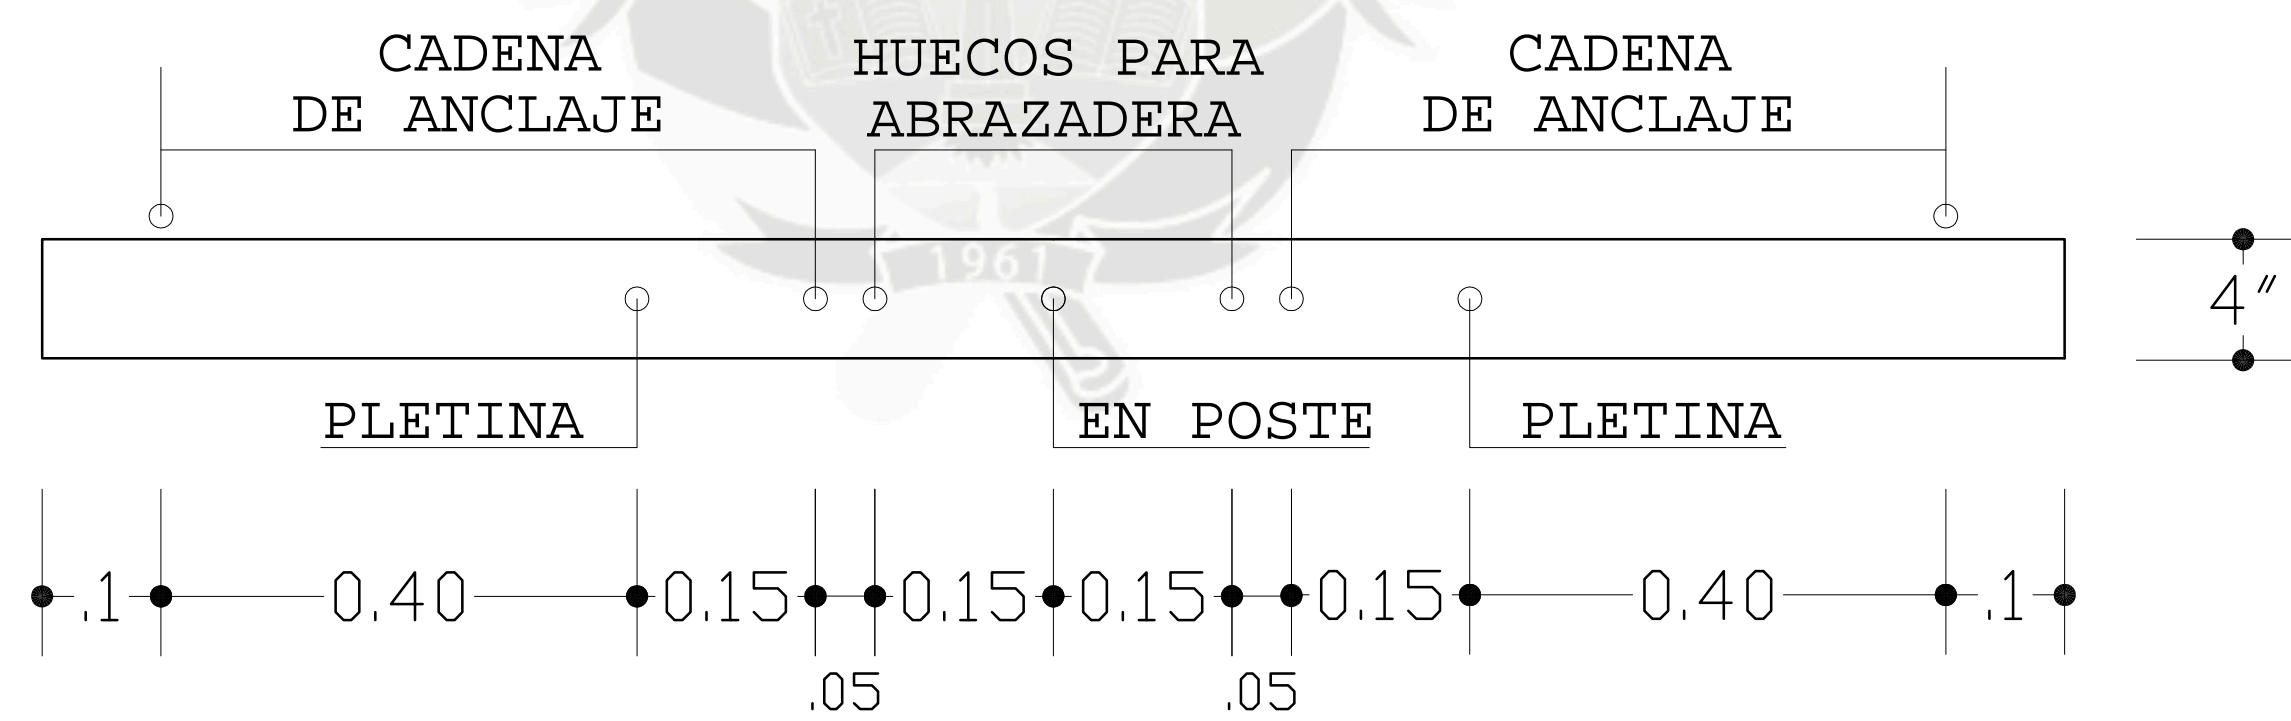 CADENA
DE ANCLAJE
HUECOS PARA
ABRAZADERA
CADENA
DE ANCLAJE
1961
4"
PLETINA
EN POSTE
PLETINA
.1
0.40
0.15
0.15
0.15
0.15
0.40
.1
.05
.05